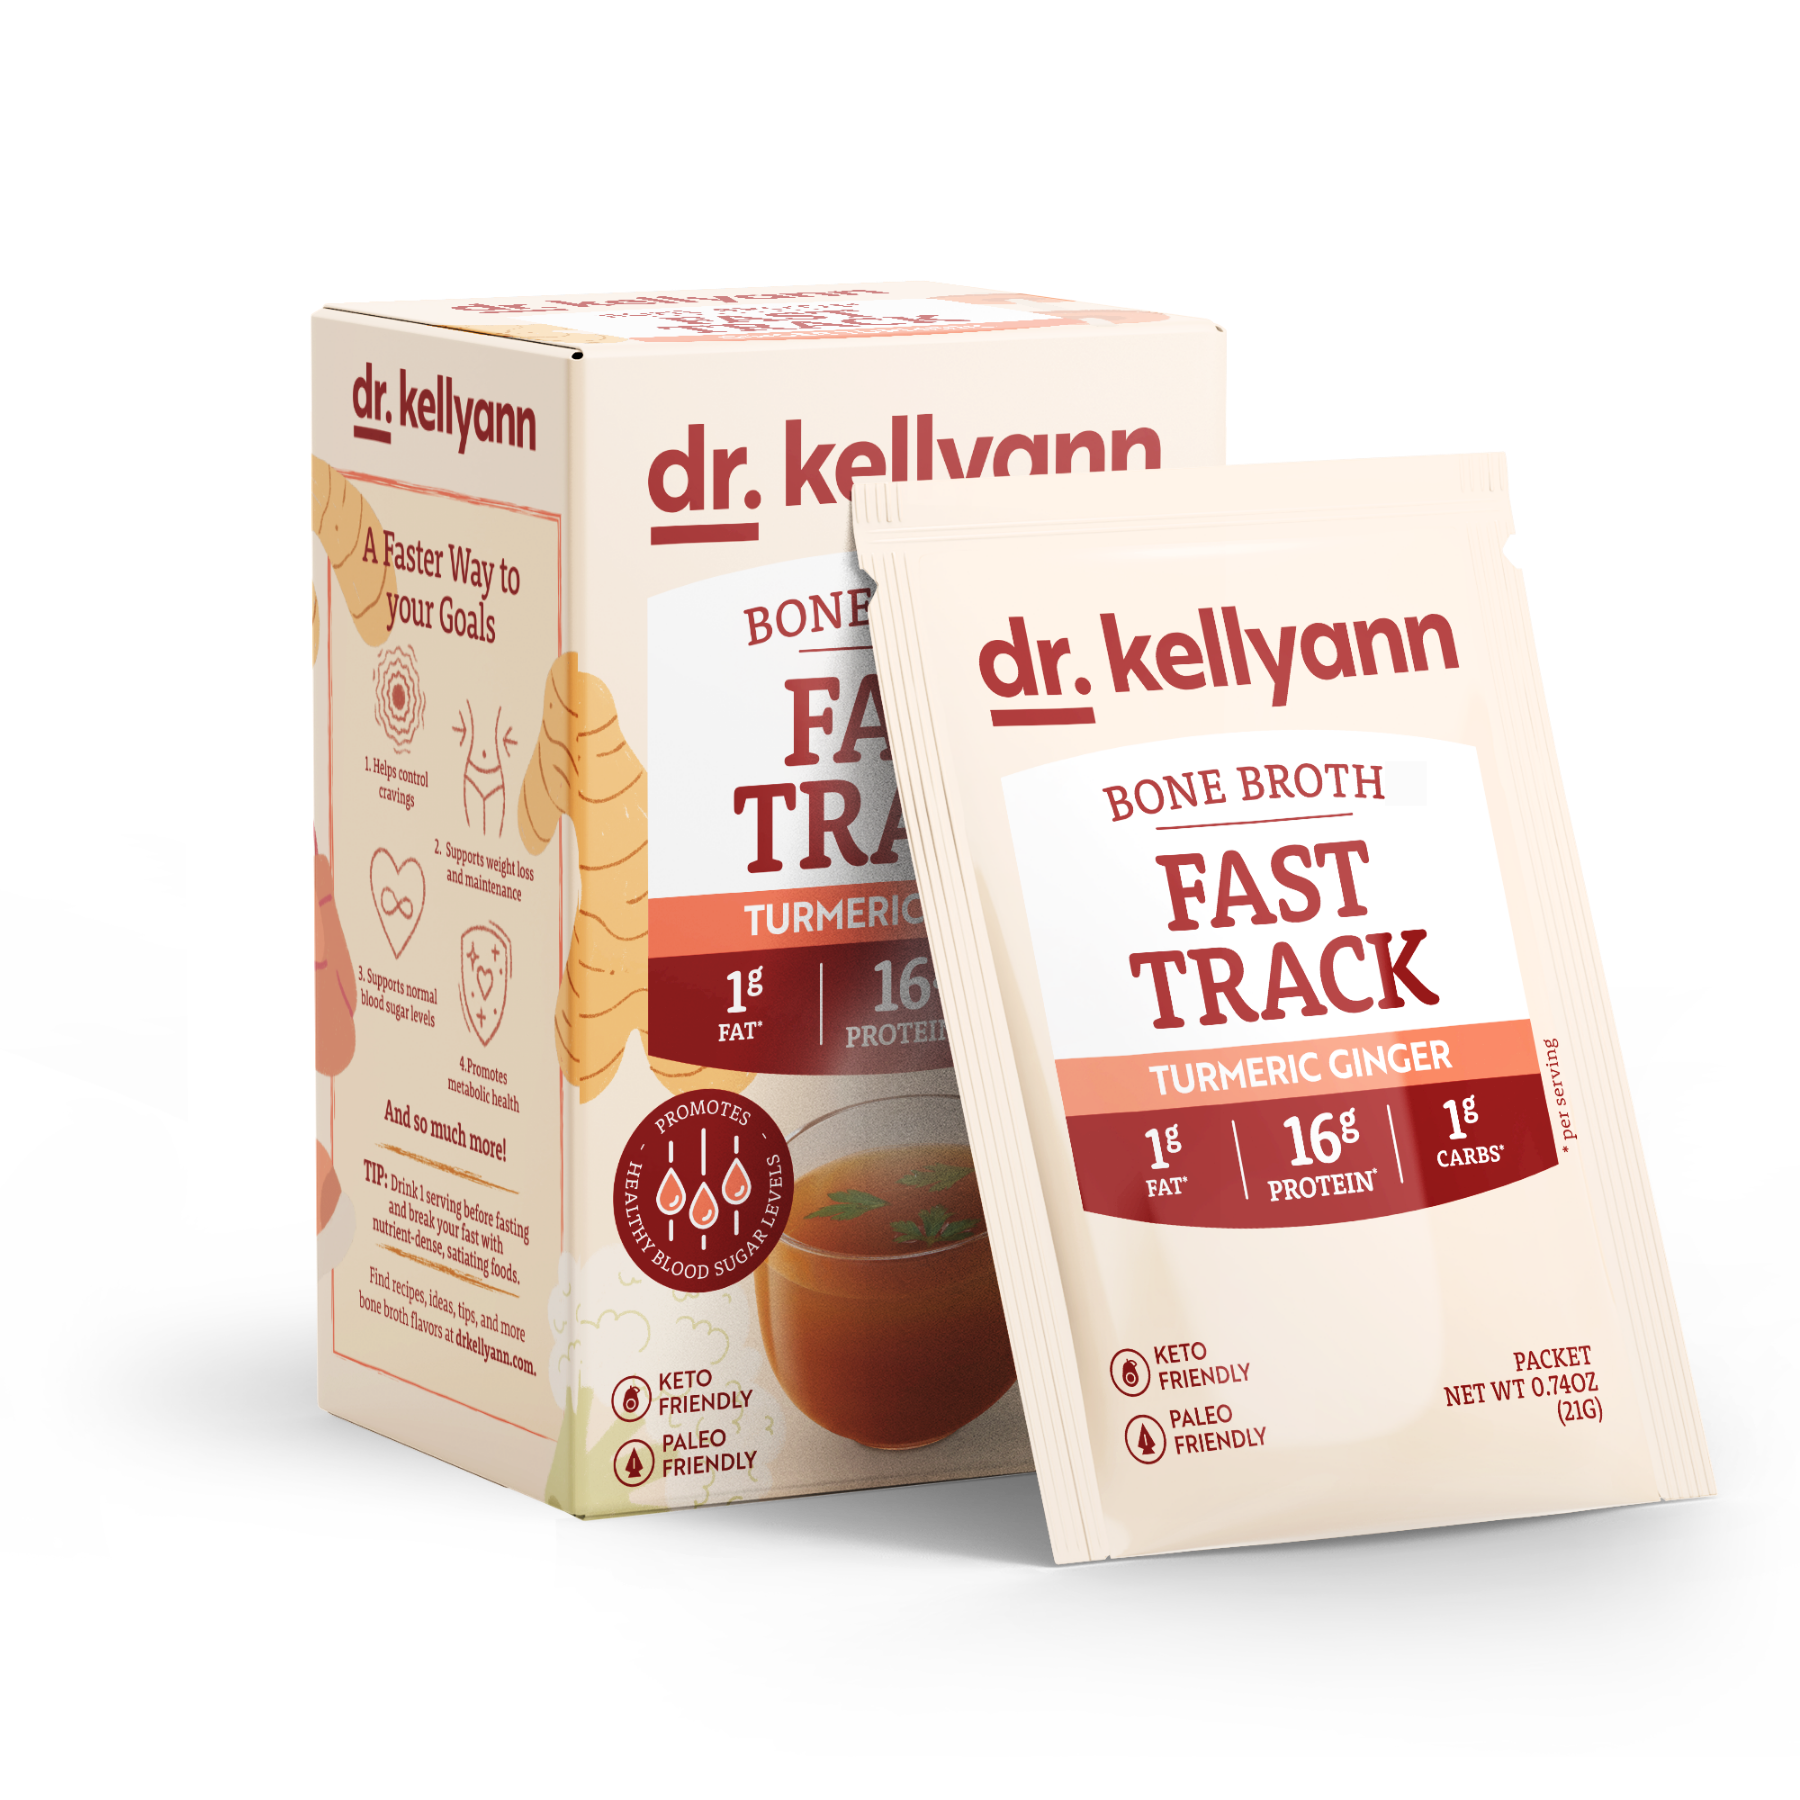 dr. kellyann
FAST
TRACK
dr. kellyann
A Faster Way to
your Goals
1. Helps control
cravings
2. Supports weight loss
and maintenance
3. Supports normal
blood sugar levels
4.Promotes
metabolic health
And so much more!
TIP: Drink 1 serving before fasting
and break your fast with
nutrient-dense, satiating foods.
Find recipes, ideas, tips, and more
bone broth flavors at drkellyann.com.
dr. kellyann
BONE
FA
TRA
TURMERIC
1g
FAT*
16
PROTEIN
- PROMOTES -
HEALTHY BLOOD SUGAR LEVELS
KETO
FRIENDLY
PALEO
FRIENDLY
dr. kellyann
BONE BROTH
FAST
TRACK
TURMERIC GINGER
1g
FAT*
16g
PROTEIN*
1g
CARBS*
* per serving
KETO
FRIENDLY
PALEO
FRIENDLY
PACKET
NET WT 0.74OZ
(21G)